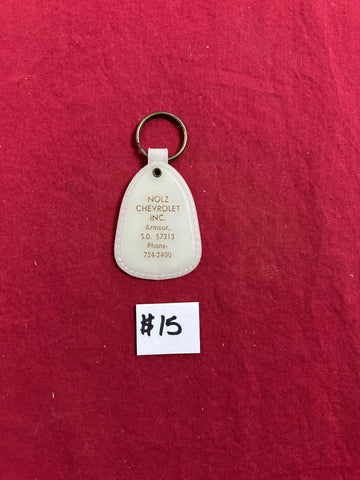 NOLZ
CHEVROLET
INC.
Armour,
S.D. 57313
Phone:
724-2400
$15